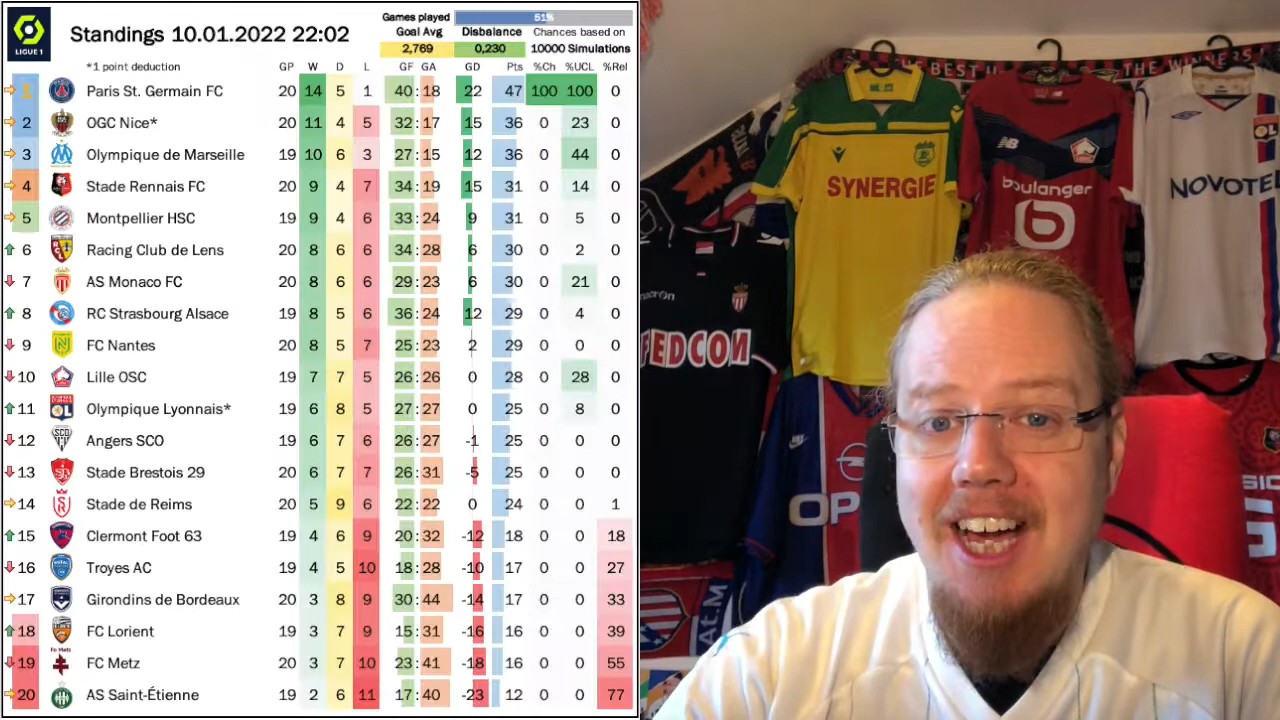 LIGUE 1
Standings 10.01.2022 22:02
Games played 51%
Goal Avg Disbalance Chances based on
2,769 0,230 10000 Simulations
*1 point deduction GP W D L GF GA GD Pts %Ch %UCL %Rel
1 Paris St. Germain FC 20 14 5 1 40:18 22 47 100 100 0
2 OGC Nice* 20 11 4 5 32:17 15 36 0 23 0
3 Olympique de Marseille 19 10 6 3 27:15 12 36 0 44 0
4 Stade Rennais FC 20 9 4 7 34:19 15 31 0 14 0
5 Montpellier HSC 19 9 4 6 33:24 9 31 0 5 0
6 Racing Club de Lens 20 8 6 6 34:28 6 30 0 2 0
7 AS Monaco FC 20 8 6 6 29:23 6 30 0 21 0
8 RC Strasbourg Alsace 19 8 5 6 36:24 12 29 0 4 0
9 FC Nantes 20 8 5 7 25:23 2 29 0 0 0
10 Lille OSC 19 7 7 5 26:26 0 28 0 28 0
11 Olympique Lyonnais* 19 6 8 5 27:27 0 25 0 8 0
12 Angers SCO 19 6 7 6 26:27 -1 25 0 0 0
13 Stade Brestois 29 20 6 7 7 26:31 -5 25 0 0 0
14 Stade de Reims 20 5 9 6 22:22 0 24 0 0 1
15 Clermont Foot 63 19 4 6 9 20:32 -12 18 0 0 18
16 Troyes AC 19 4 5 10 18:28 -10 17 0 0 27
17 Girondins de Bordeaux 20 3 8 9 30:44 -14 17 0 0 33
18 FC Lorient 19 3 7 9 15:31 -16 16 0 0 39
Fc Metz
19 FC Metz 20 3 7 10 23:41 -18 16 0 0 55
20 AS Saint-Étienne 19 2 6 11 17:40 -23 12 0 0 77
THE BEST
THE WINNERS
SYNERGIE
NB
boulanger
b
OL
NOVOTE
macron
FEDCOM
OP
At.M
SIC